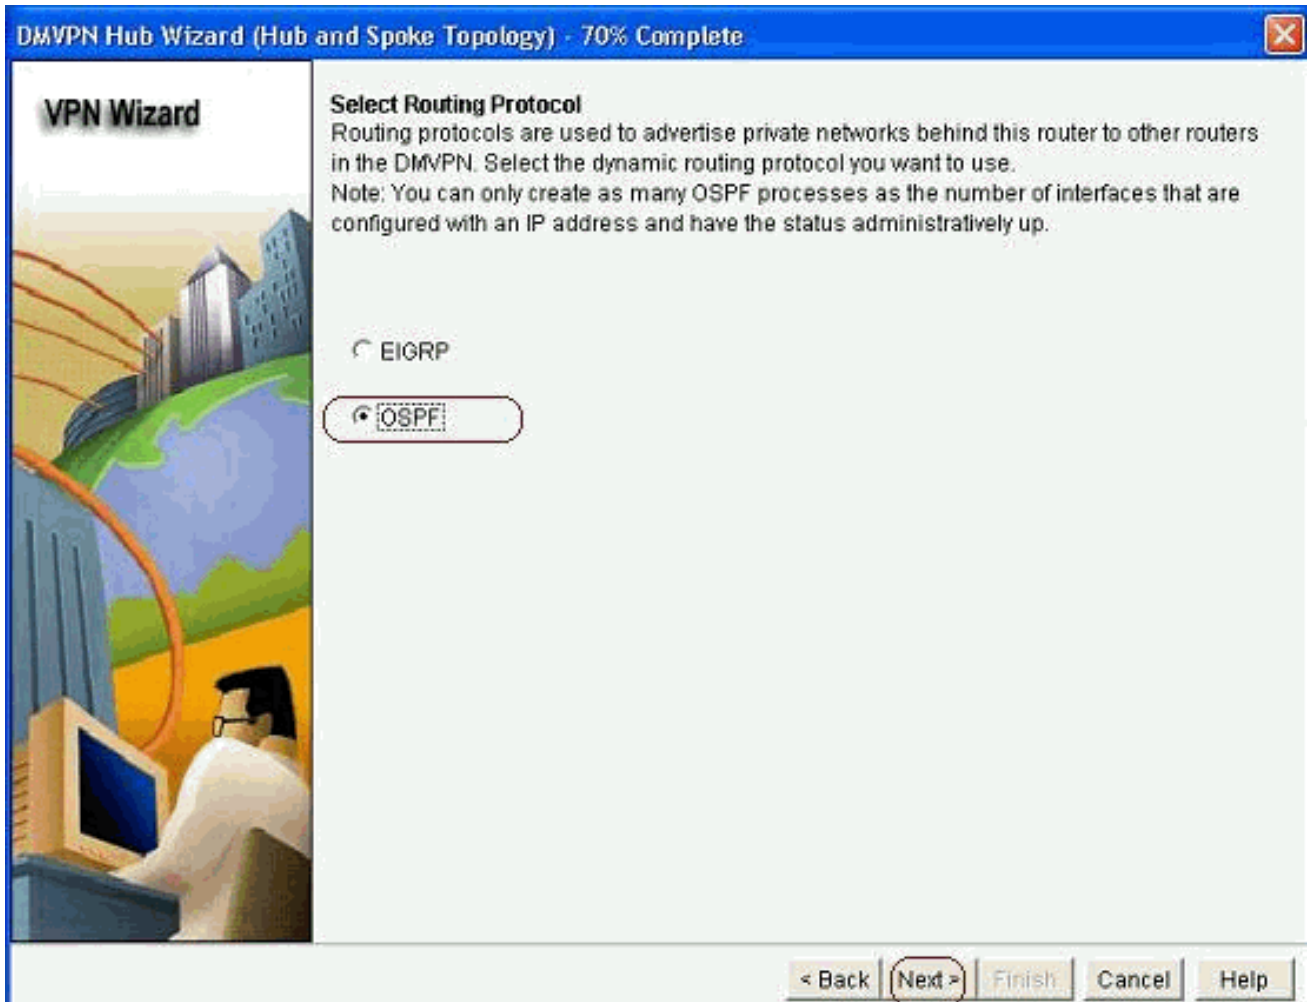 DMVPN Hub Wizard (Hub and Spoke Topology) - 70% Complete
VPN Wizard
Select Routing Protocol
Routing protocols are used to advertise private networks behind this router to other routers
in the DMVPN. Select the dynamic routing protocol you want to use.
Note: You can only create as many OSPF processes as the number of interfaces that are
configured with an IP address and have the status administratively up.
EIGRP
OSPF
< Back
Next >
Finish
Cancel
Help